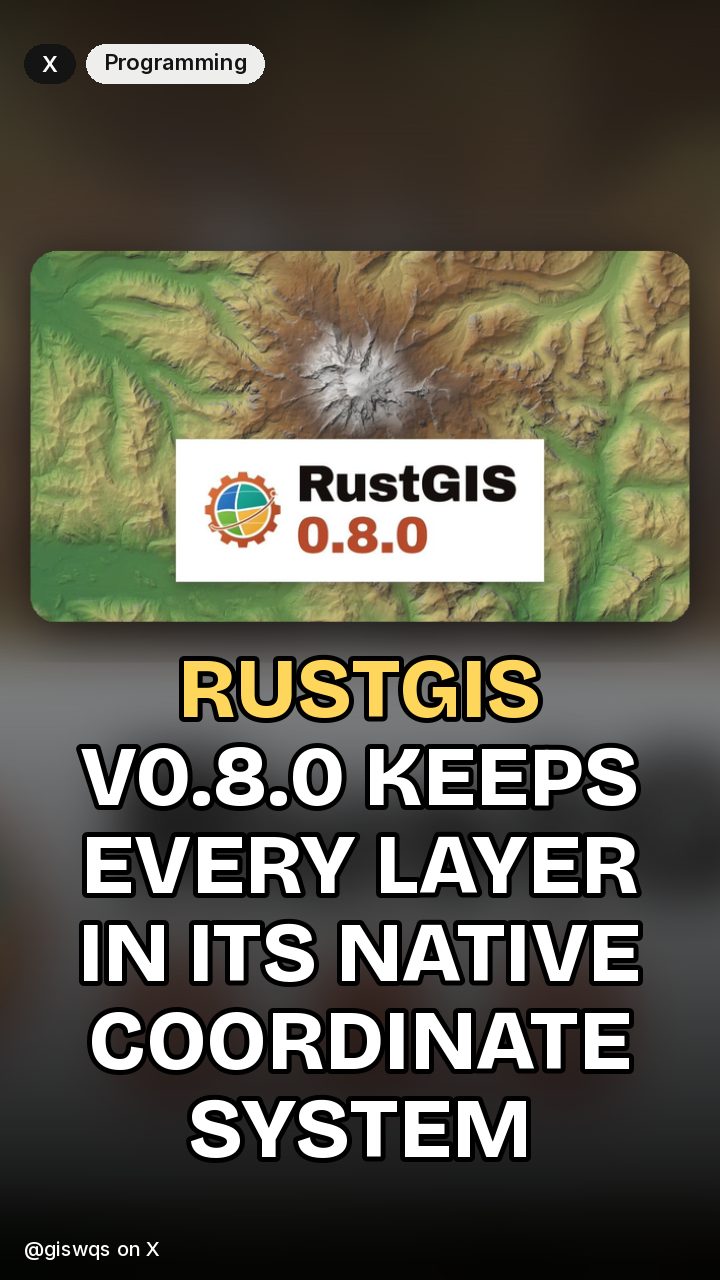 X
Programming
RustGIS
0.8.0
RUSTGIS
V0.8.0 KEEPS
EVERY LAYER
IN ITS NATIVE
COORDINATE
SYSTEM
@giswqs on X